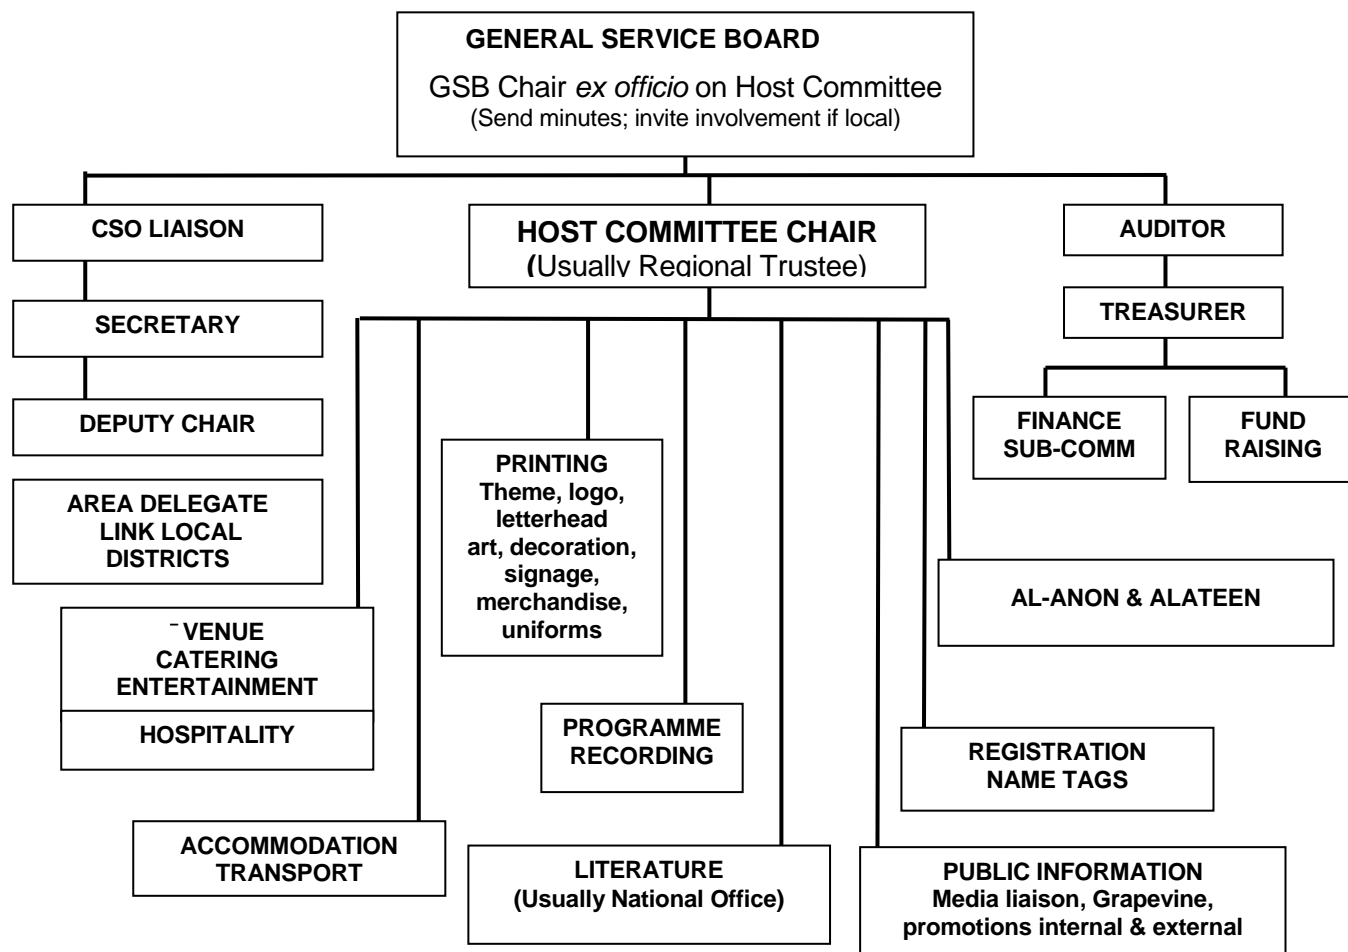 GENERAL SERVICE BOARD
GSB Chair ex officio on Host Committee
(Send minutes; invite involvement if local)
CSO LIAISON
HOST COMMITTEE CHAIR
(Usually Regional Trustee)
AUDITOR
SECRETARY
TREASURER
DEPUTY CHAIR
FINANCE
SUB-COMM
FUND
RAISING
AREA DELEGATE
LINK LOCAL
DISTRICTS
PRINTING
Theme, logo,
letterhead
art, decoration,
signage,
merchandise,
uniforms
AL-ANON & ALATEEN
¯ VENUE
CATERING
ENTERTAINMENT
HOSPITALITY
PROGRAMME
RECORDING
REGISTRATION
NAME TAGS
ACCOMMODATION
TRANSPORT
LITERATURE
(Usually National Office)
PUBLIC INFORMATION
Media liaison, Grapevine,
promotions internal & external